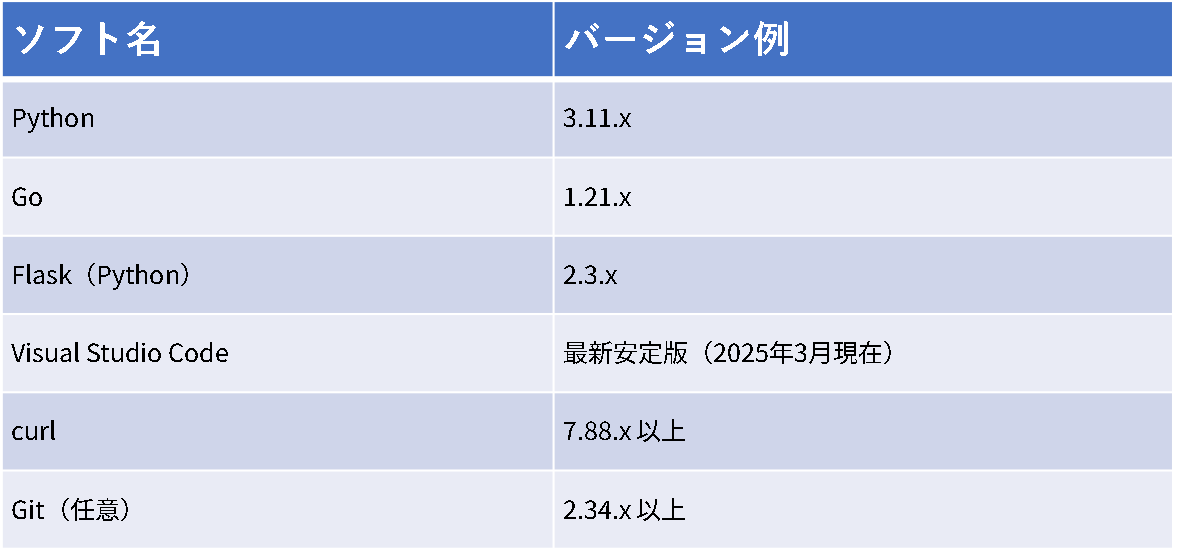 ソフト名 バージョン例
Python 3.11.x
Go 1.21.x
Flask（Python） 2.3.x
Visual Studio Code 最新安定版（2025年3月現在）
curl 7.88.x 以上
Git（任意） 2.34.x 以上